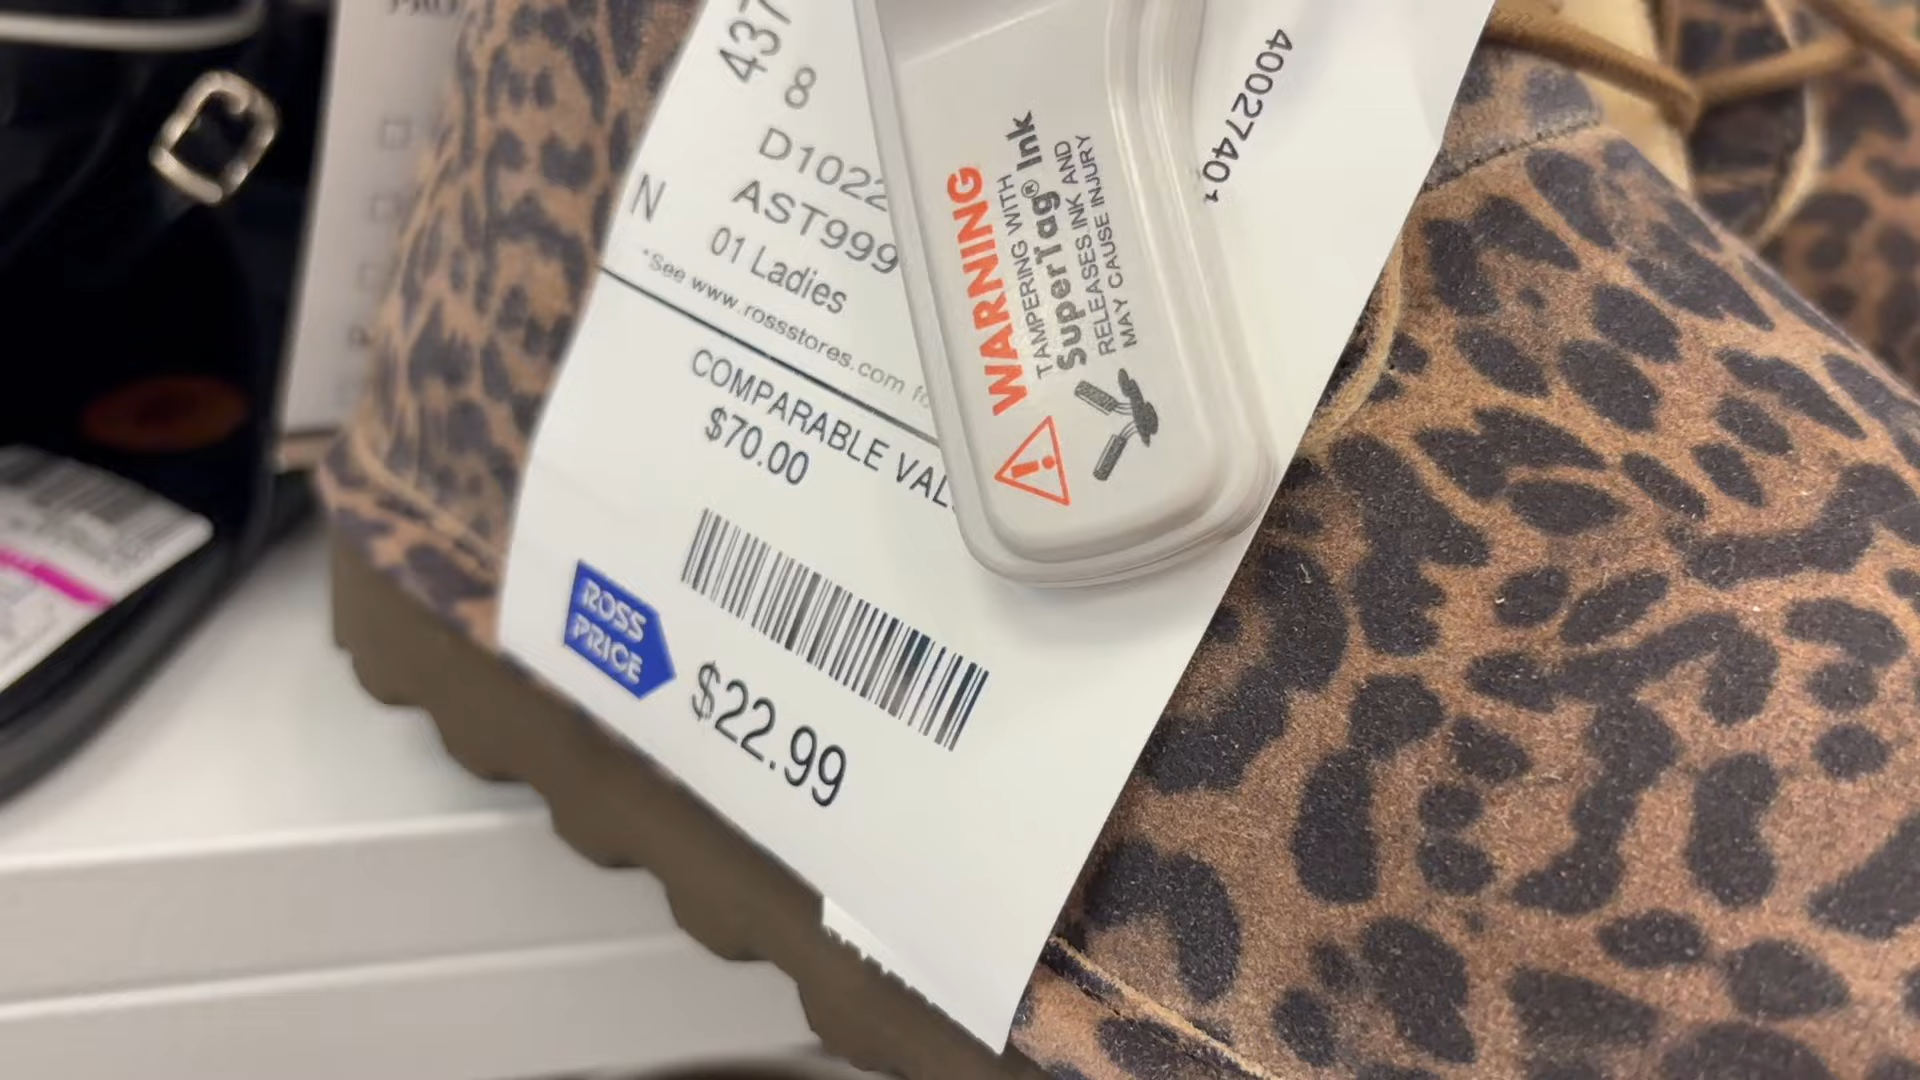 437
8
D1022
N
AST999
01 Ladies
*See www.rossstores.com fo
COMPARABLE VAL
$70.00
ROSS
PRICE
$22.99
WARNING
TAMPERING WITH
SuperTag® Ink
RELEASES INK AND
MAY CAUSE INJURY
4002740